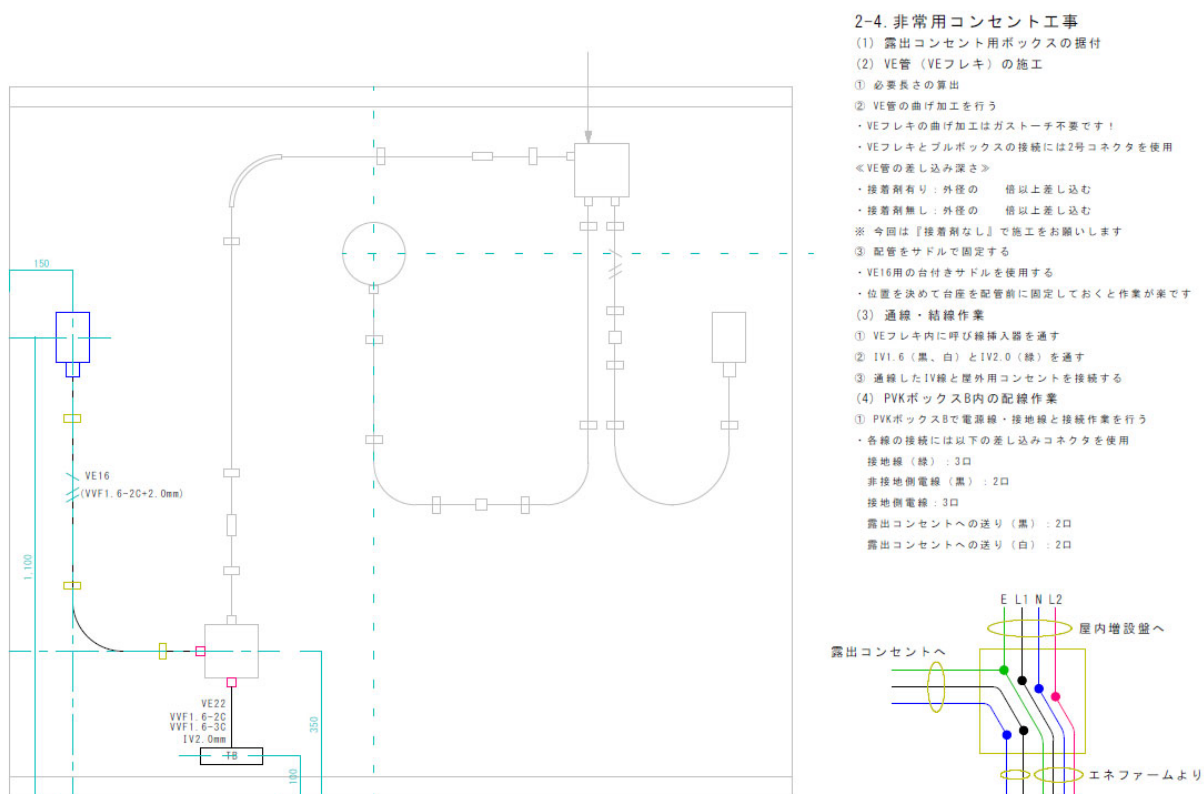 2-4.非常用コンセント工事
(1) 露出コンセント用ボックスの据付
(2) VE管（VEフレキ）の施工
① 必要長さの算出
② VE管の曲げ加工を行う
・VEフレキの曲げ加工はガストーチ不要です！
・VEフレキとプルボックスの接続には2号コネクタを使用
≪VE管の差し込み深さ≫
・接着剤有り：外径の　　倍以上差し込む
・接着剤無し：外径の　　倍以上差し込む
※ 今回は『接着剤なし』で施工をお願いします
③ 配管をサドルで固定する
・VE16用の台付きサドルを使用する
・位置を決めて台座を配管前に固定しておくと作業が楽です
(3) 通線・結線作業
① VEフレキ内に呼び線挿入器を通す
② IV1.6（黒、白）とIV2.0（緑）を通す
③ 通線したIV線と屋外用コンセントを接続する
(4) PVKボックスB内の配線作業
① PVKボックスBで電源線・接地線と接続作業を行う
・各線の接続には以下の差し込みコネクタを使用
接地線（緑）：3口
非接地側電線（黒）：2口
接地側電線：3口
露出コンセントへの送り（黒）：2口
露出コンセントへの送り（白）：2口
150
1,100
VE16
(VVF1.6-2C+2.0mm)
VE22
VVF1.6-2C
VVF1.6-3C
IV2.0mm
TB
350
100
E L1 N L2
屋内増設盤へ
露出コンセントへ
エネファームより